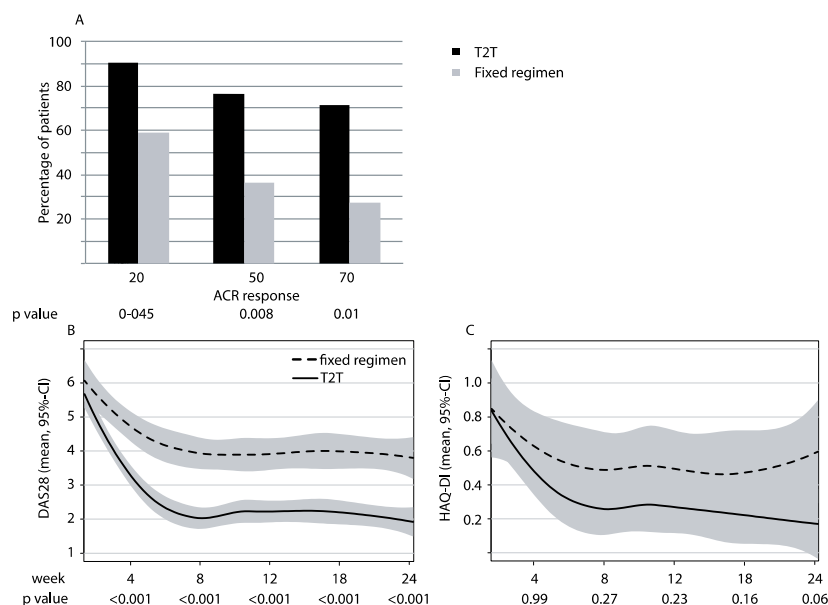 A
100
80
60
40
20
Percentage of patients
T2T
Fixed regimen
20 50 70
ACR response
p value 0-045 0.008 0.01
B
fixed regimen
T2T
6
5
4
3
2
1
DAS28 (mean, 95%-CI)
week 4 8 12 18 24
p value <0.001 <0.001 <0.001 <0.001 <0.001
C
1.0
0.8
0.6
0.4
0.2
HAQ-DI (mean, 95%-CI)
4 8 12 18 24
0.99 0.27 0.23 0.16 0.06